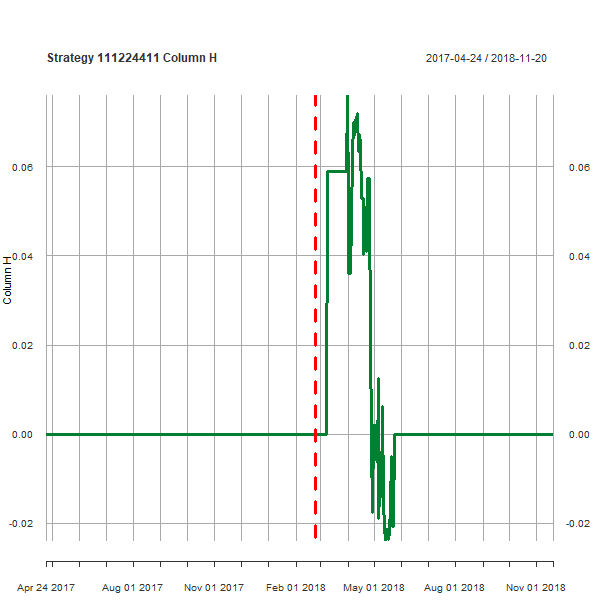 Strategy 111224411 Column H
2017-04-24 / 2018-11-20
0.06
0.06
0.04
0.04
Column H
0.02
0.02
0.00
0.00
-0.02
-0.02
Apr 24 2017
Aug 01 2017
Nov 01 2017
Feb 01 2018
May 01 2018
Aug 01 2018
Nov 01 2018